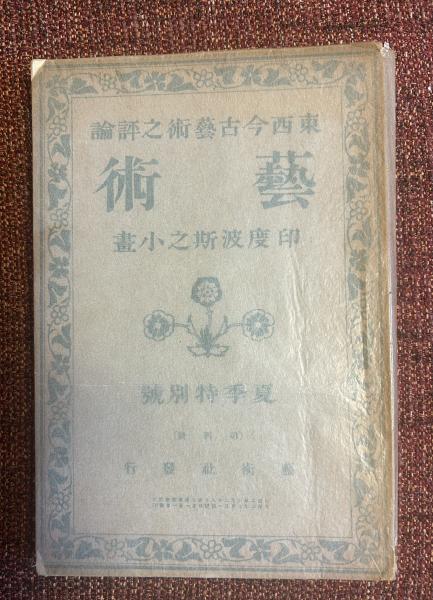 東西今古藝術之評論
藝術
印度波斯之小畫
夏季特別號
藝術社發行